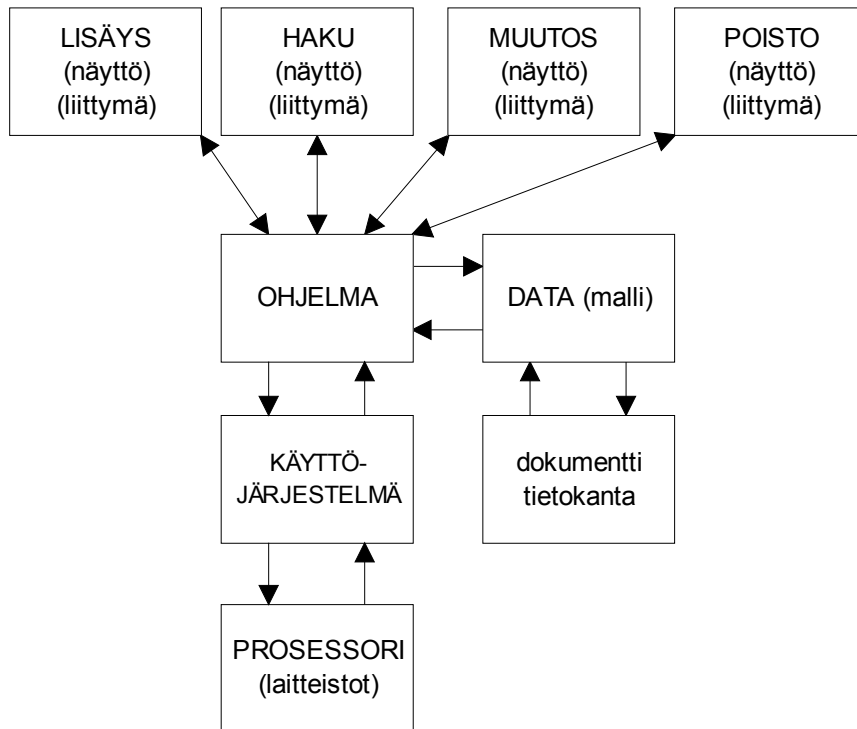 LISÄYS
(näyttö)
(liittymä)
HAKU
(näyttö)
(liittymä)
MUUTOS
(näyttö)
(liittymä)
POISTO
(näyttö)
(liittymä)
OHJELMA
DATA (malli)
KÄYTTÖ-
JÄRJESTELMÄ
dokumentti
tietokanta
PROSESSORI
(laitteistot)